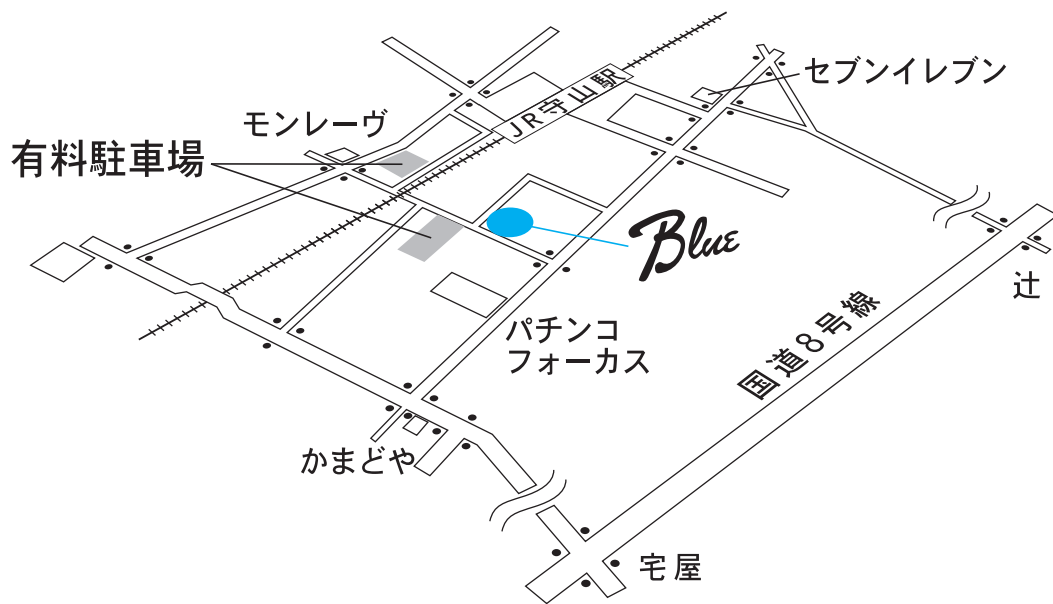 セブンイレブン
JR守山駅
モンレーヴ
有料駐車場
Blue
辻
国道8号線
パチンコ
フォーカス
かまどや
宅屋